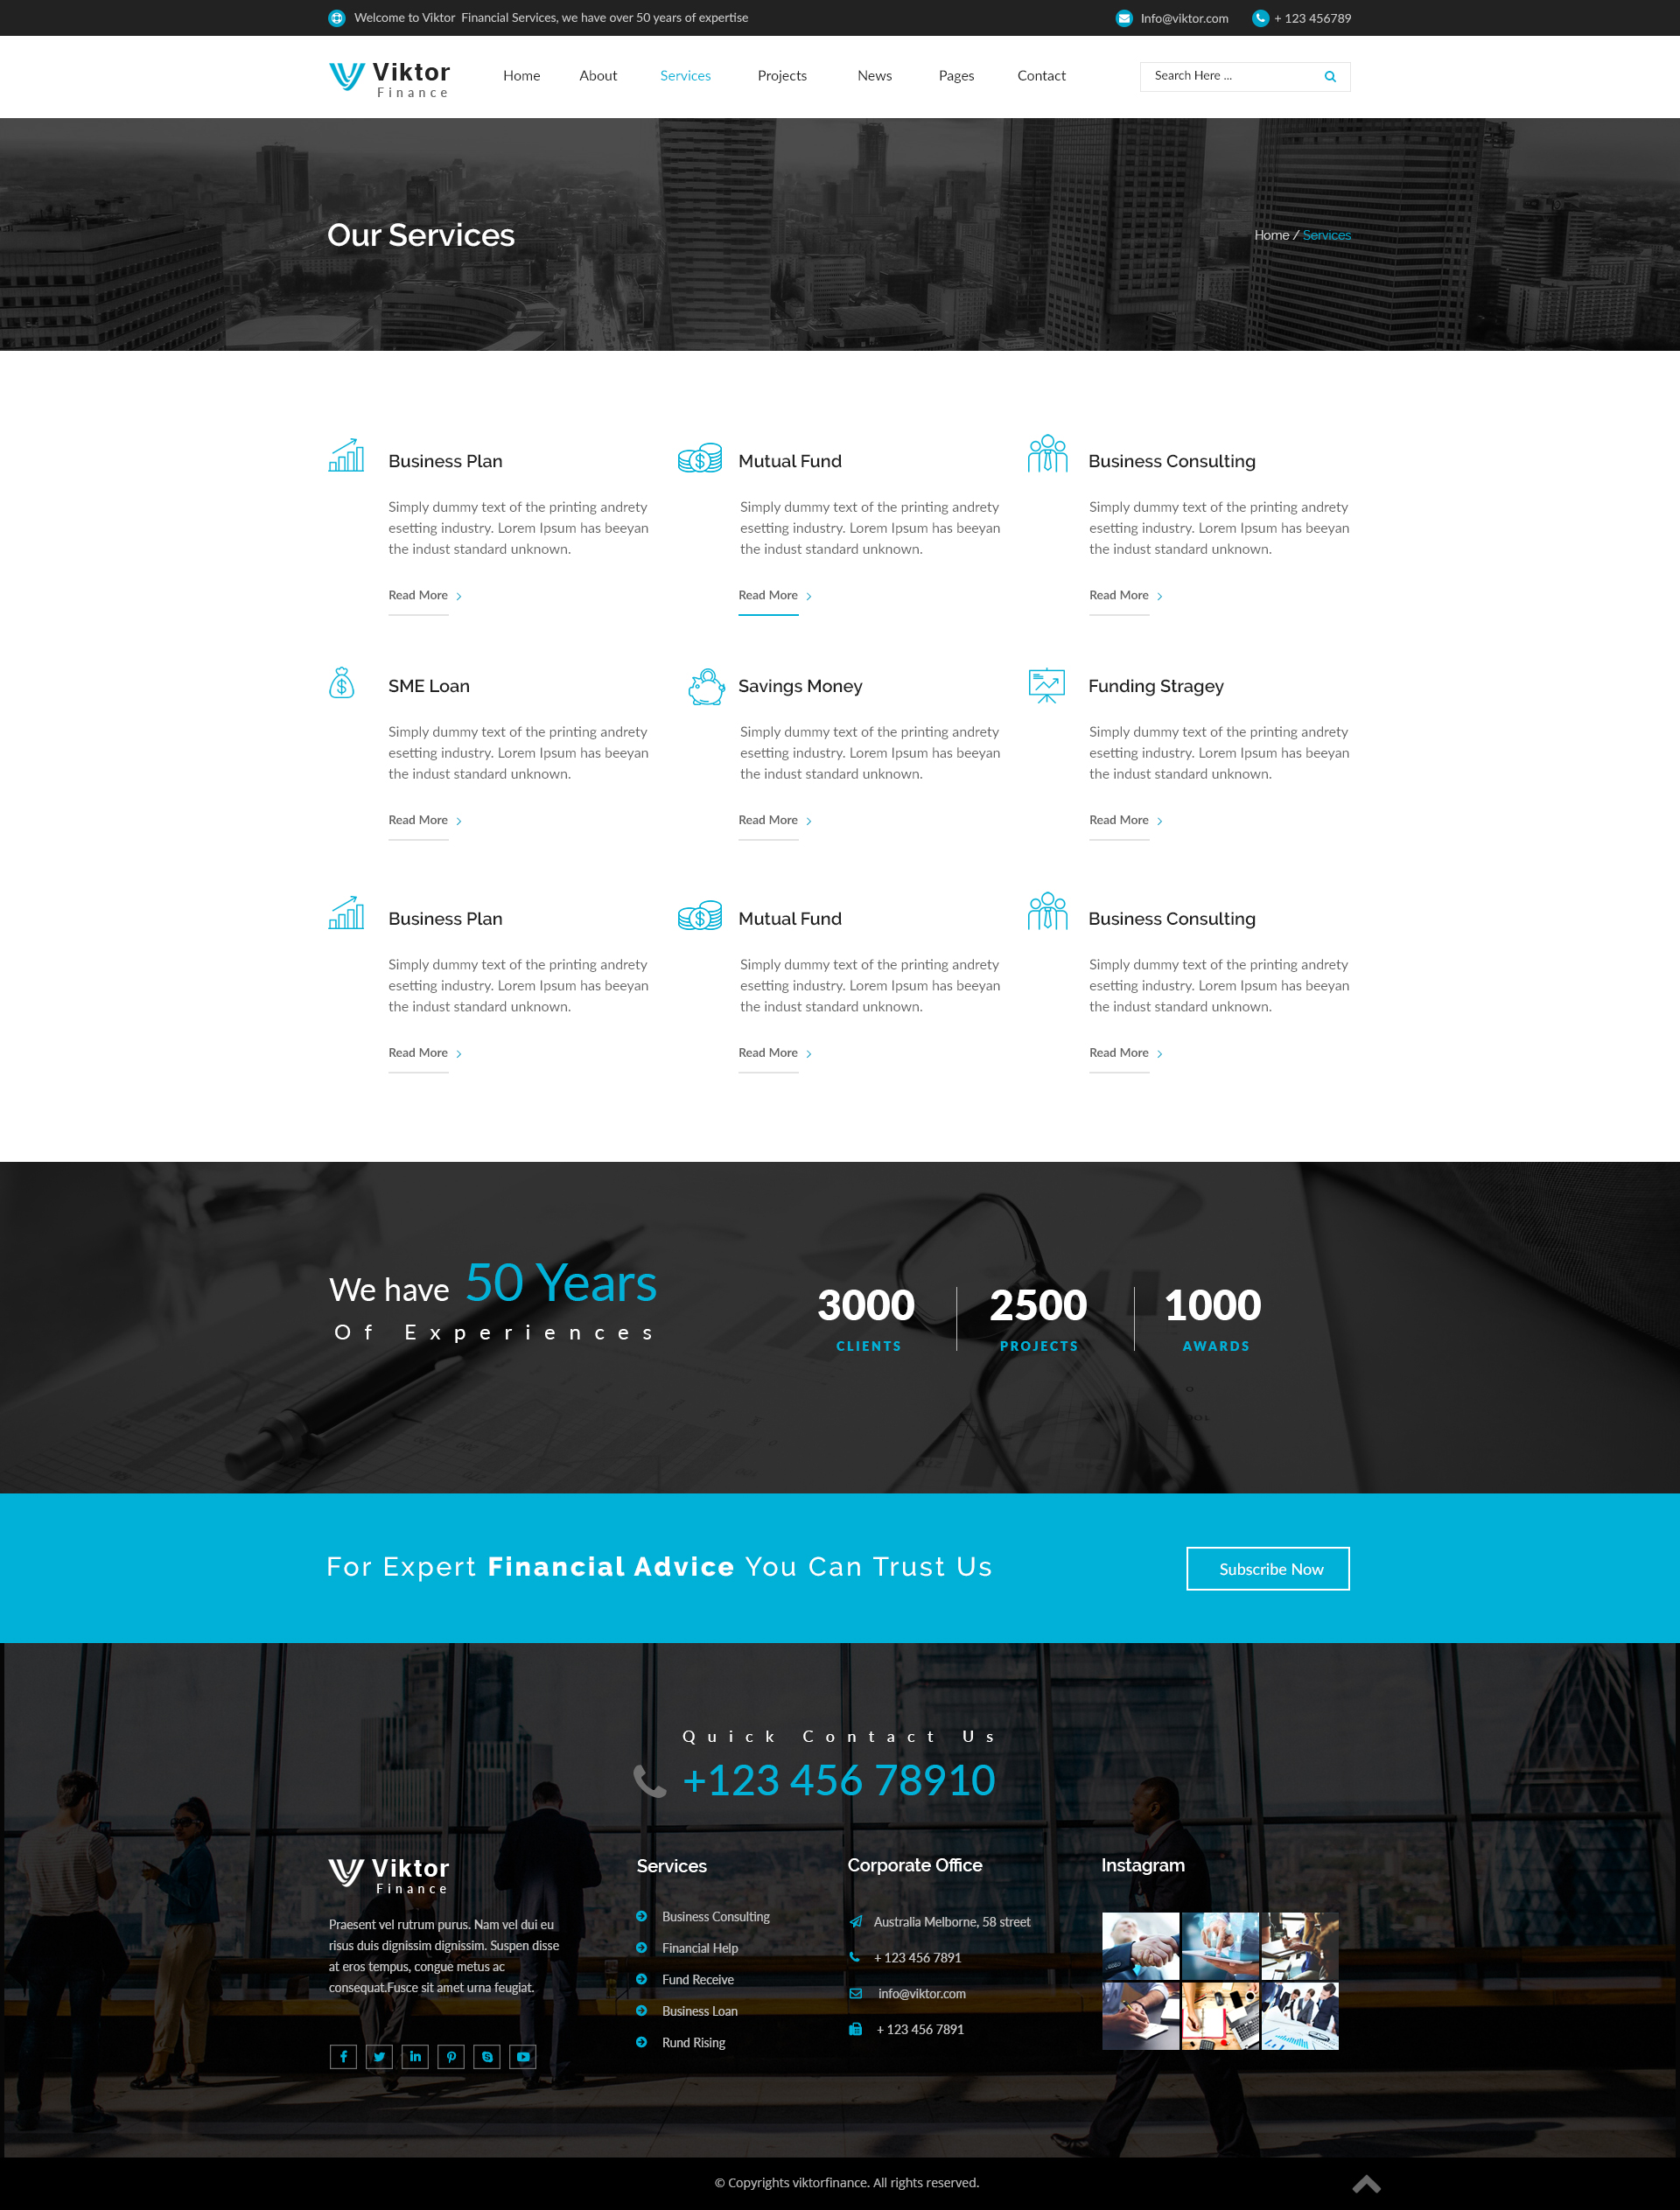 Welcome to Viktor  Financial Services, we have over 50 years of expertise
Info@viktor.com
+ 123 456789
Viktor
Finance
Home
About
Services
Projects
News
Pages
Contact
Search Here ...
Our Services
Home / Services
Business Plan
Simply dummy text of the printing andrety
esetting industry. Lorem Ipsum has beeyan
the indust standard unknown.
Read More
Mutual Fund
Simply dummy text of the printing andrety
esetting industry. Lorem Ipsum has beeyan
the indust standard unknown.
Read More
Business Consulting
Simply dummy text of the printing andrety
esetting industry. Lorem Ipsum has beeyan
the indust standard unknown.
Read More
SME Loan
Simply dummy text of the printing andrety
esetting industry. Lorem Ipsum has beeyan
the indust standard unknown.
Read More
Savings Money
Simply dummy text of the printing andrety
esetting industry. Lorem Ipsum has beeyan
the indust standard unknown.
Read More
Funding Stragey
Simply dummy text of the printing andrety
esetting industry. Lorem Ipsum has beeyan
the indust standard unknown.
Read More
Business Plan
Simply dummy text of the printing andrety
esetting industry. Lorem Ipsum has beeyan
the indust standard unknown.
Read More
Mutual Fund
Simply dummy text of the printing andrety
esetting industry. Lorem Ipsum has beeyan
the indust standard unknown.
Read More
Business Consulting
Simply dummy text of the printing andrety
esetting industry. Lorem Ipsum has beeyan
the indust standard unknown.
Read More
We have 50 Years
Of Experiences
3000
CLIENTS
2500
PROJECTS
1000
AWARDS
For Expert Financial Advice You Can Trust Us
Subscribe Now
Quick Contact Us
+123 456 78910
Viktor
Finance
Praesent vel rutrum purus. Nam vel dui eu
risus duis dignissim dignissim. Suspen disse
at eros tempus, congue metus ac
consequat.Fusce sit amet urna feugiat.
Services
Business Consulting
Financial Help
Fund Receive
Business Loan
Rund Rising
Corporate Office
Australia Melborne, 58 street
+ 123 456 7891
info@viktor.com
+ 123 456 7891
Instagram
© Copyrights viktorfinance. All rights reserved.